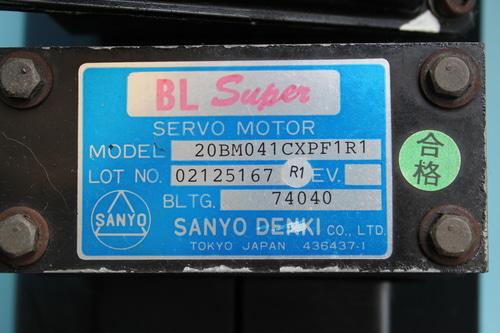 BL Super
SERVO MOTOR
MODEL 20BM041CXPF1R1
LOT NO. 02125167 R1 EV.
BLTG. 74040
SANYO
SANYO DENKI CO., LTD.
TOKYO JAPAN 436437-1
合格